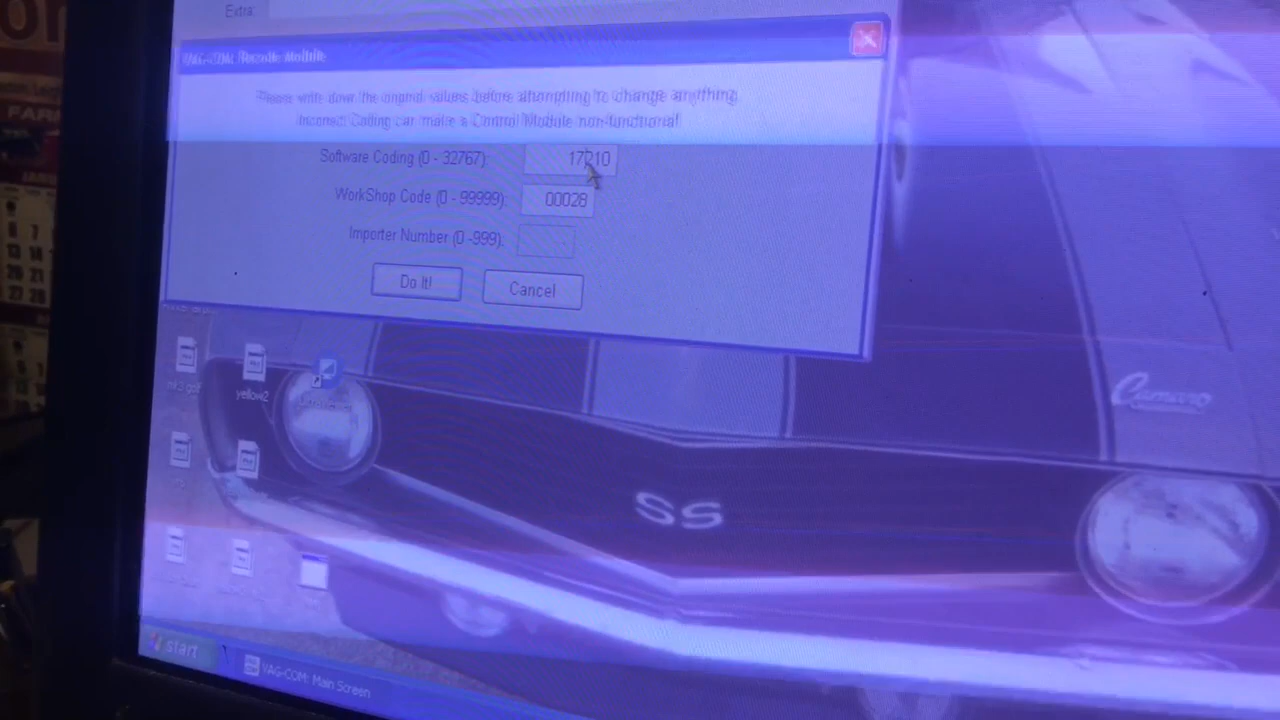 Extra:
VAG-COM: Recode Module
Please write down the original values before attempting to change anything.
Incorrect Coding can make a Control Module non-functional!
Software Coding (0 - 32767):
17210
WorkShop Code (0 - 99999):
00028
Importer Number (0 -999):
Do It!
Cancel
yellow2
Camaro
SS
start
VAG-COM: Main Screen